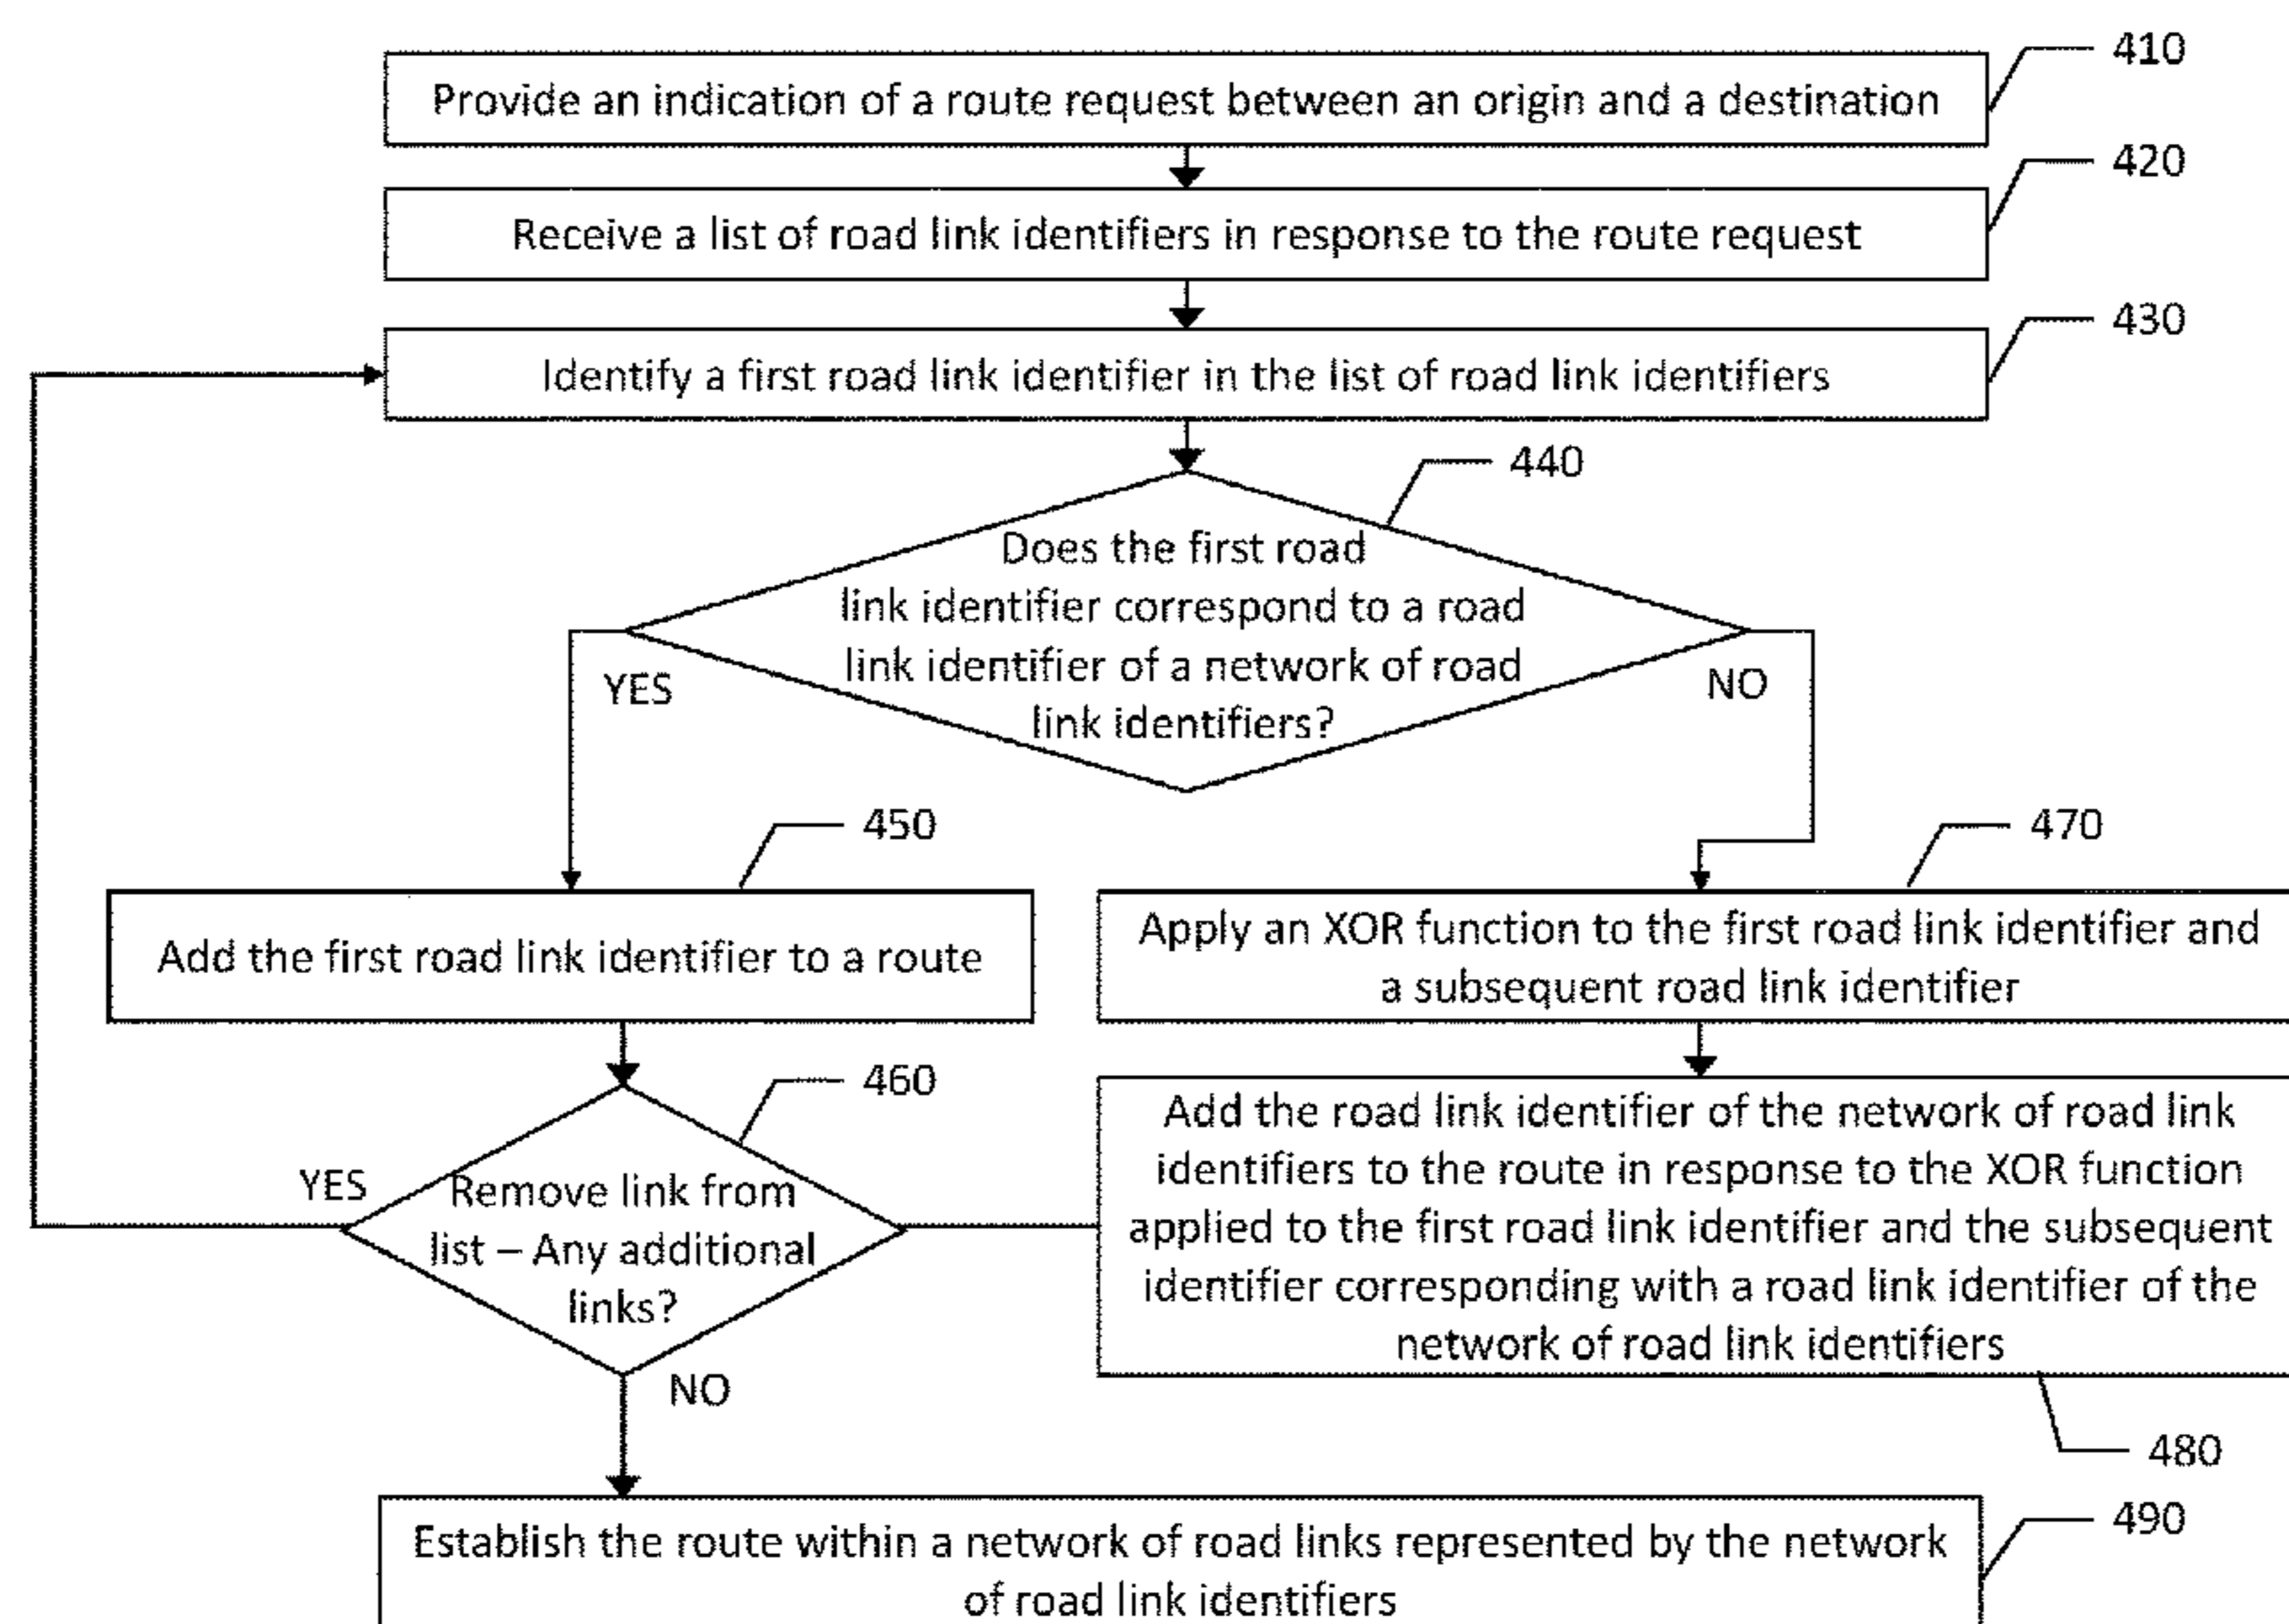 410
Provide an indication of a route request between an origin and a destination
420
Receive a list of road link identifiers in response to the route request
430
Identify a first road link identifier in the list of road link identifiers
440
Does the first road
link identifier correspond to a road
link identifier of a network of road
link identifiers?
YES
NO
450
Add the first road link identifier to a route
470
Apply an XOR function to the first road link identifier and
a subsequent road link identifier
460
YES
Remove link from
list – Any additional
links?
NO
Add the road link identifier of the network of road link
identifiers to the route in response to the XOR function
applied to the first road link identifier and the subsequent
identifier corresponding with a road link identifier of the
network of road link identifiers
480
490
Establish the route within a network of road links represented by the network
of road link identifiers